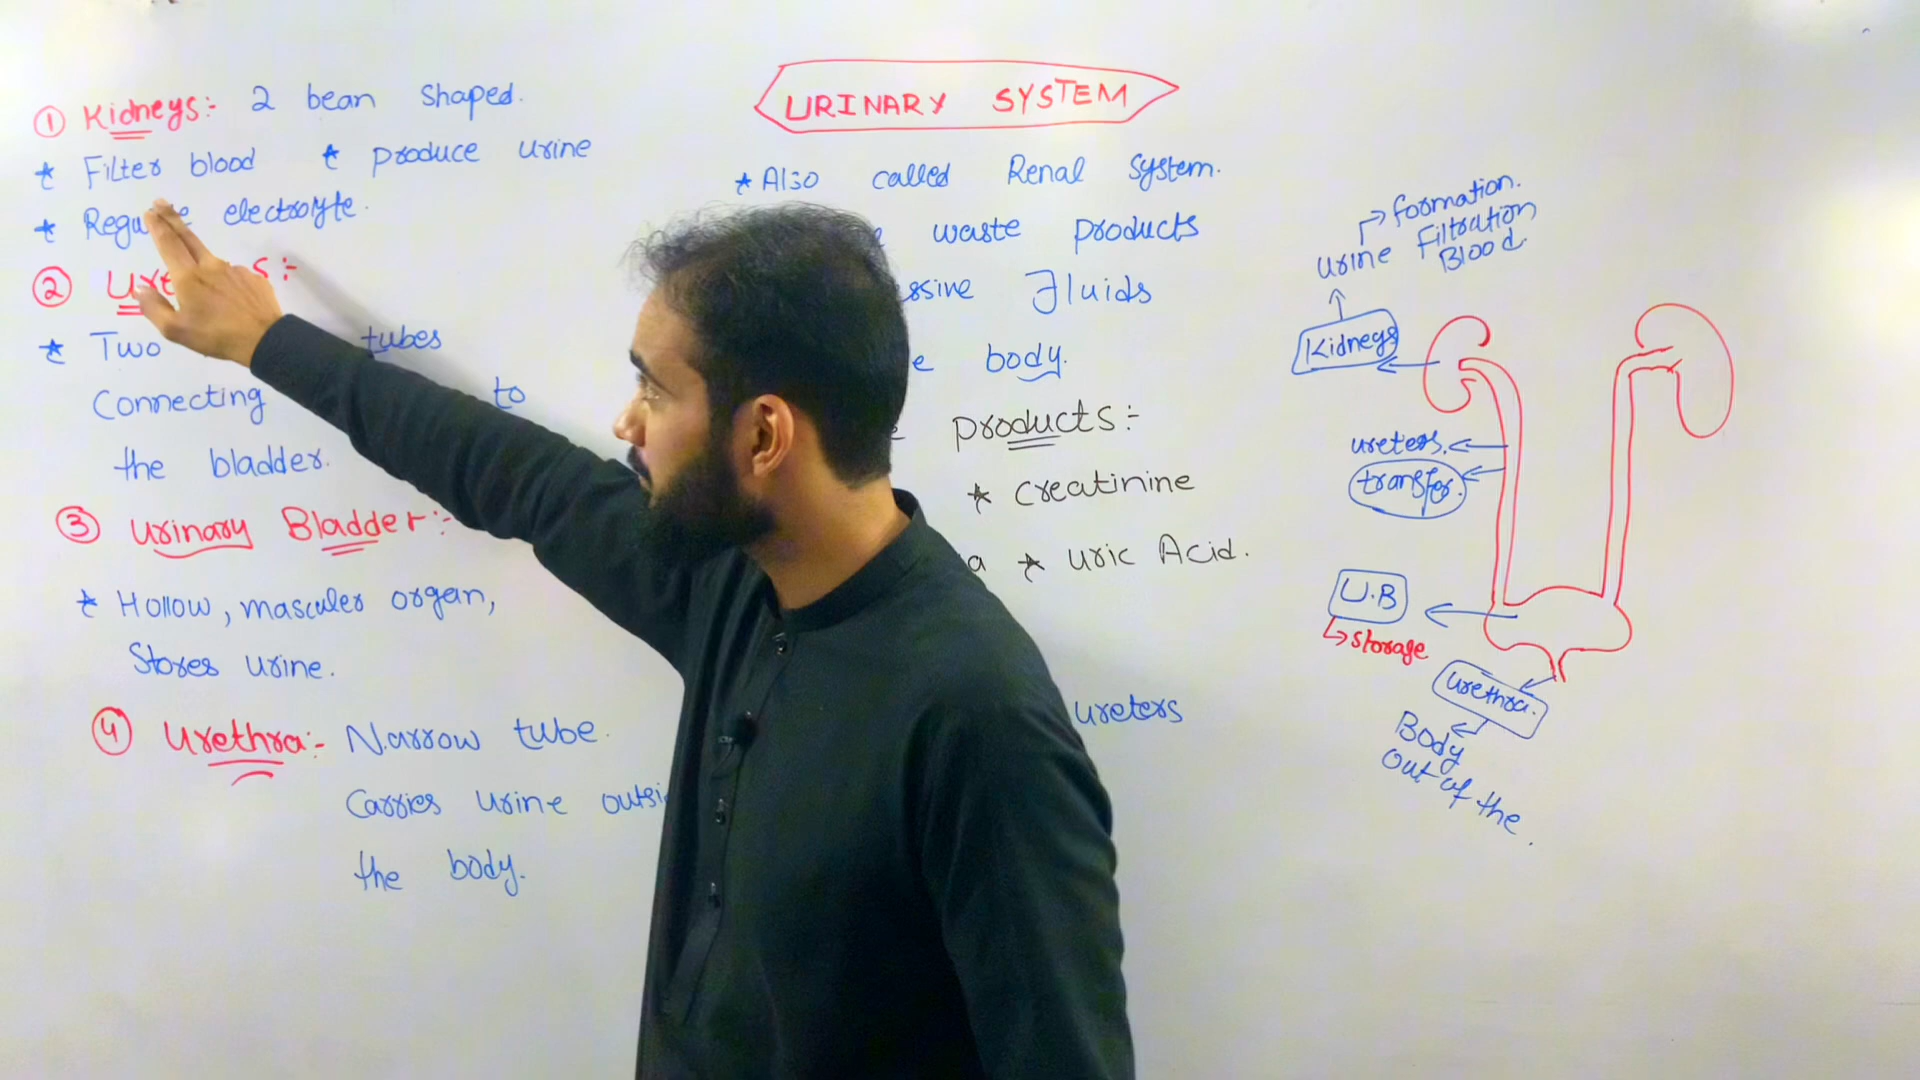 ① Kidneys:- 2 bean shaped.
* Filter blood * produce urine
* electrolyte.
②
* Two tubes
Connecting to
the bladder.
③ Urinary Bladder:-
* Hollow, masculer organ,
Stores urine.
④ Urethra:- Narrow tube.
Carries urine
the body.
URINARY SYSTEM
* Also called Renal System.
waste products
Fluids
body.
products:-
* Creatinine
* Uric Acid.
ureters
formation.
urine Filtration
Blood
Kidneys
ureters.
transfer.
U.B
storage
urethra.
Body
Out of the.